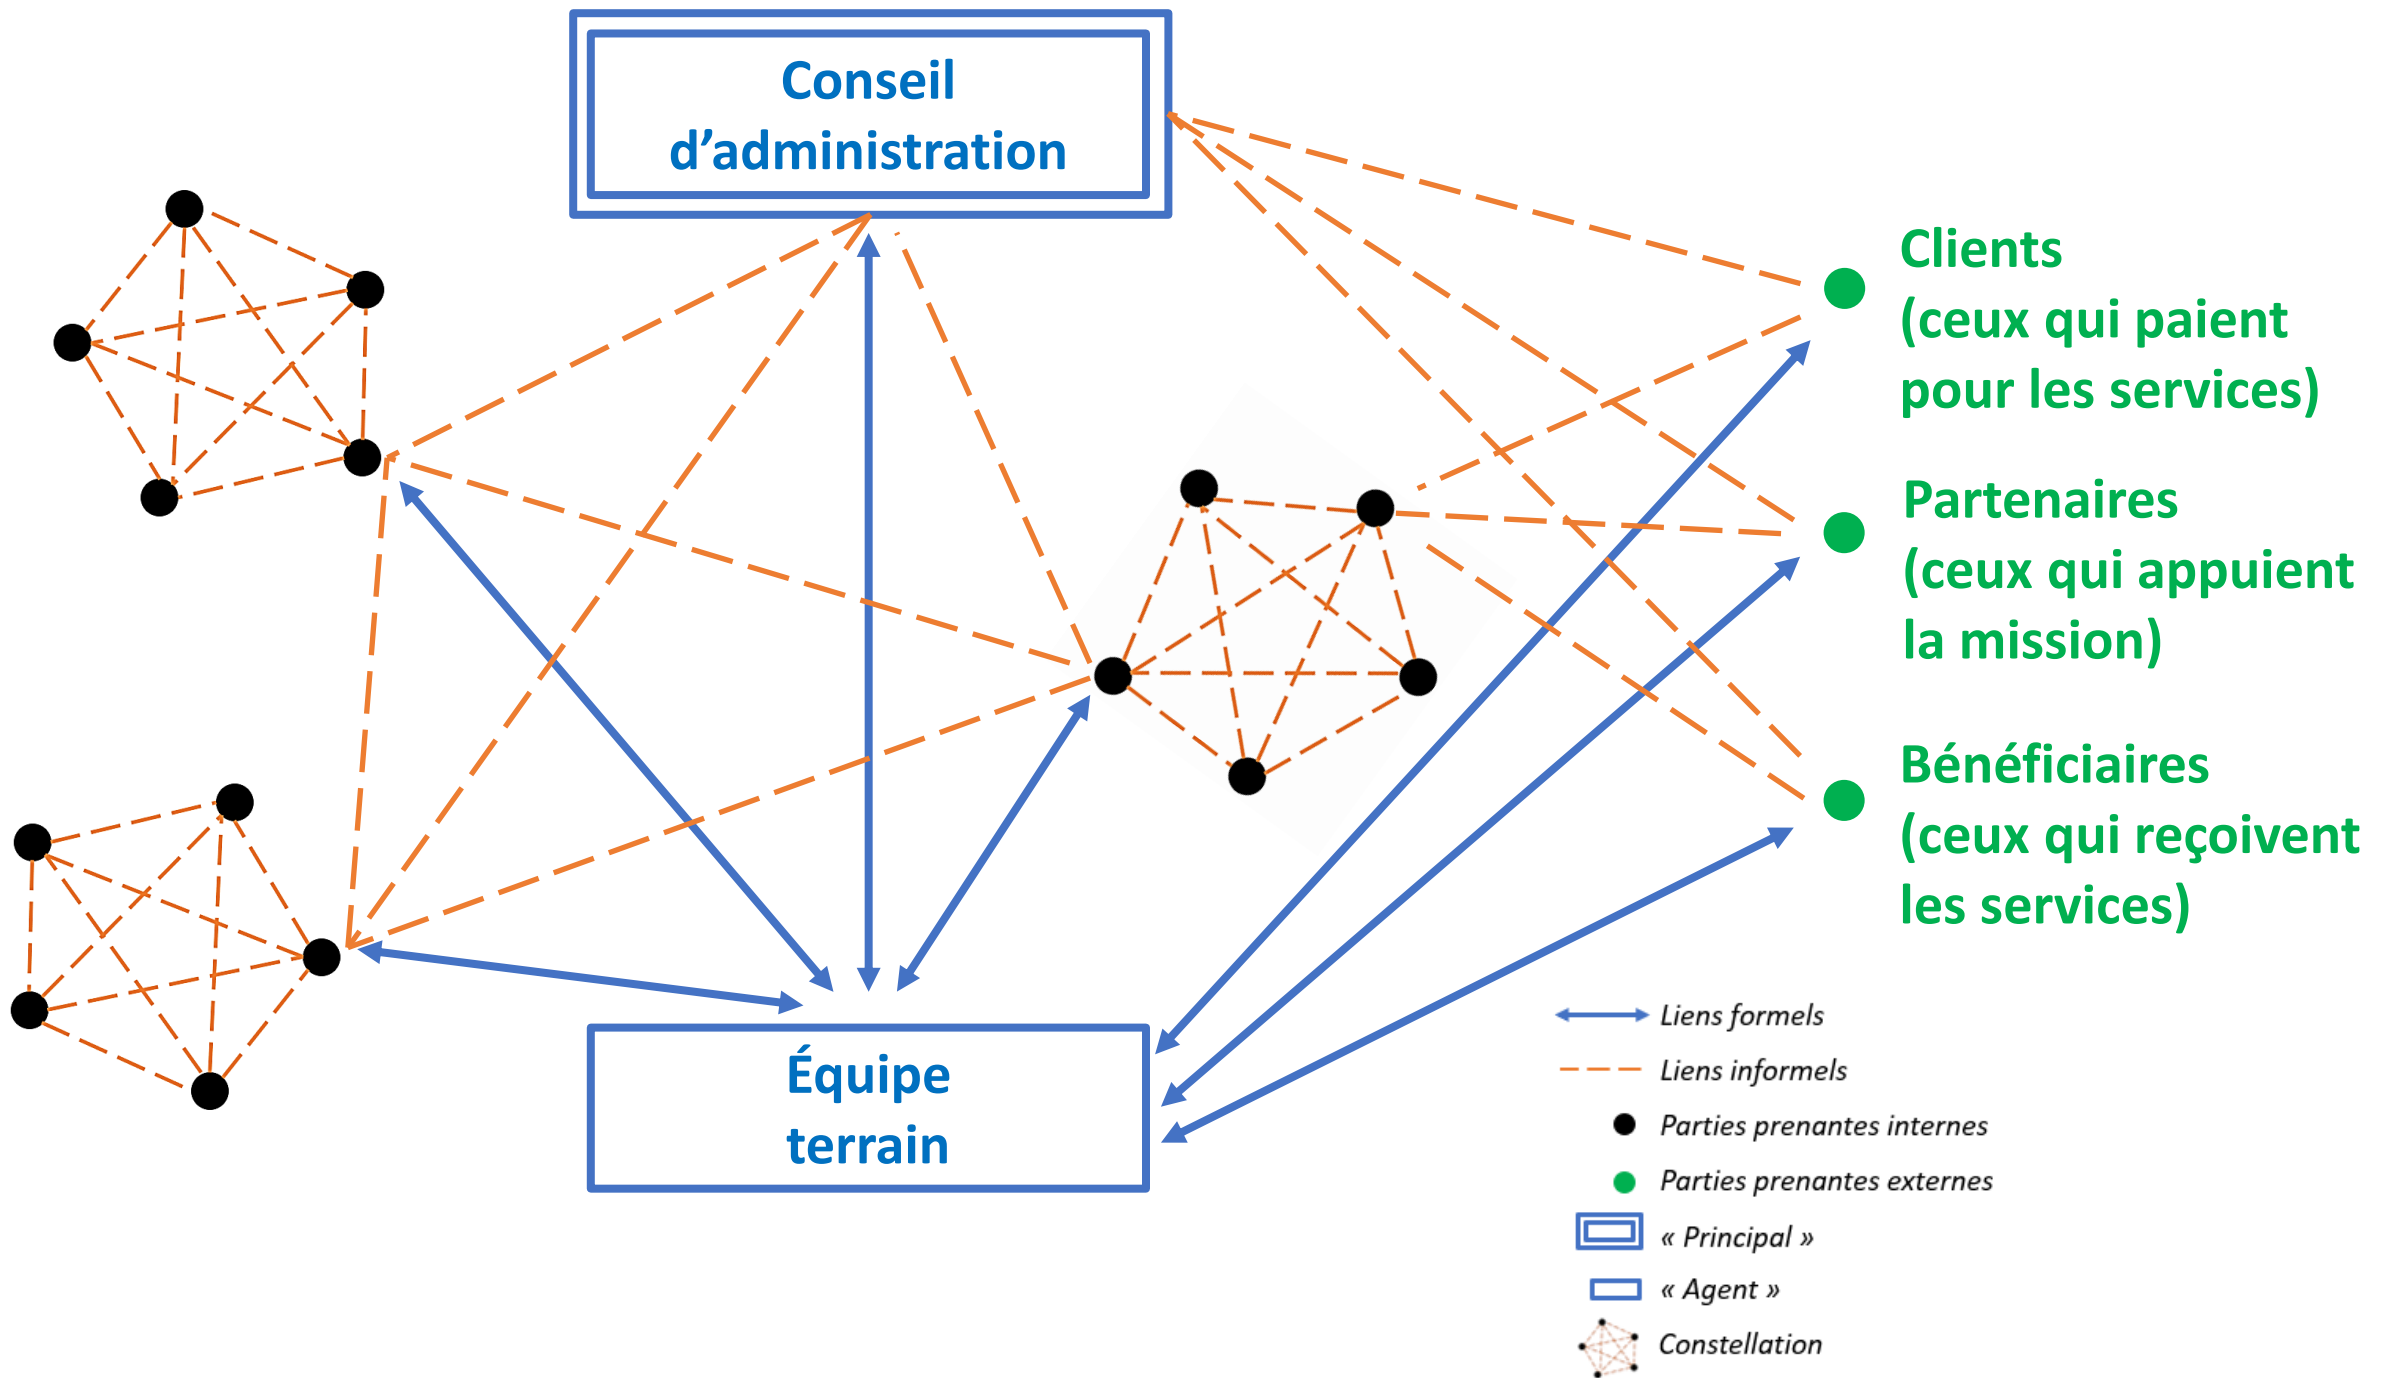 Conseil
d’administration
Clients
(ceux qui paient
pour les services)
Partenaires
(ceux qui appuient
la mission)
Bénéficiaires
(ceux qui reçoivent
les services)
Équipe
terrain
Liens formels
Liens informels
Parties prenantes internes
Parties prenantes externes
« Principal »
« Agent »
Constellation